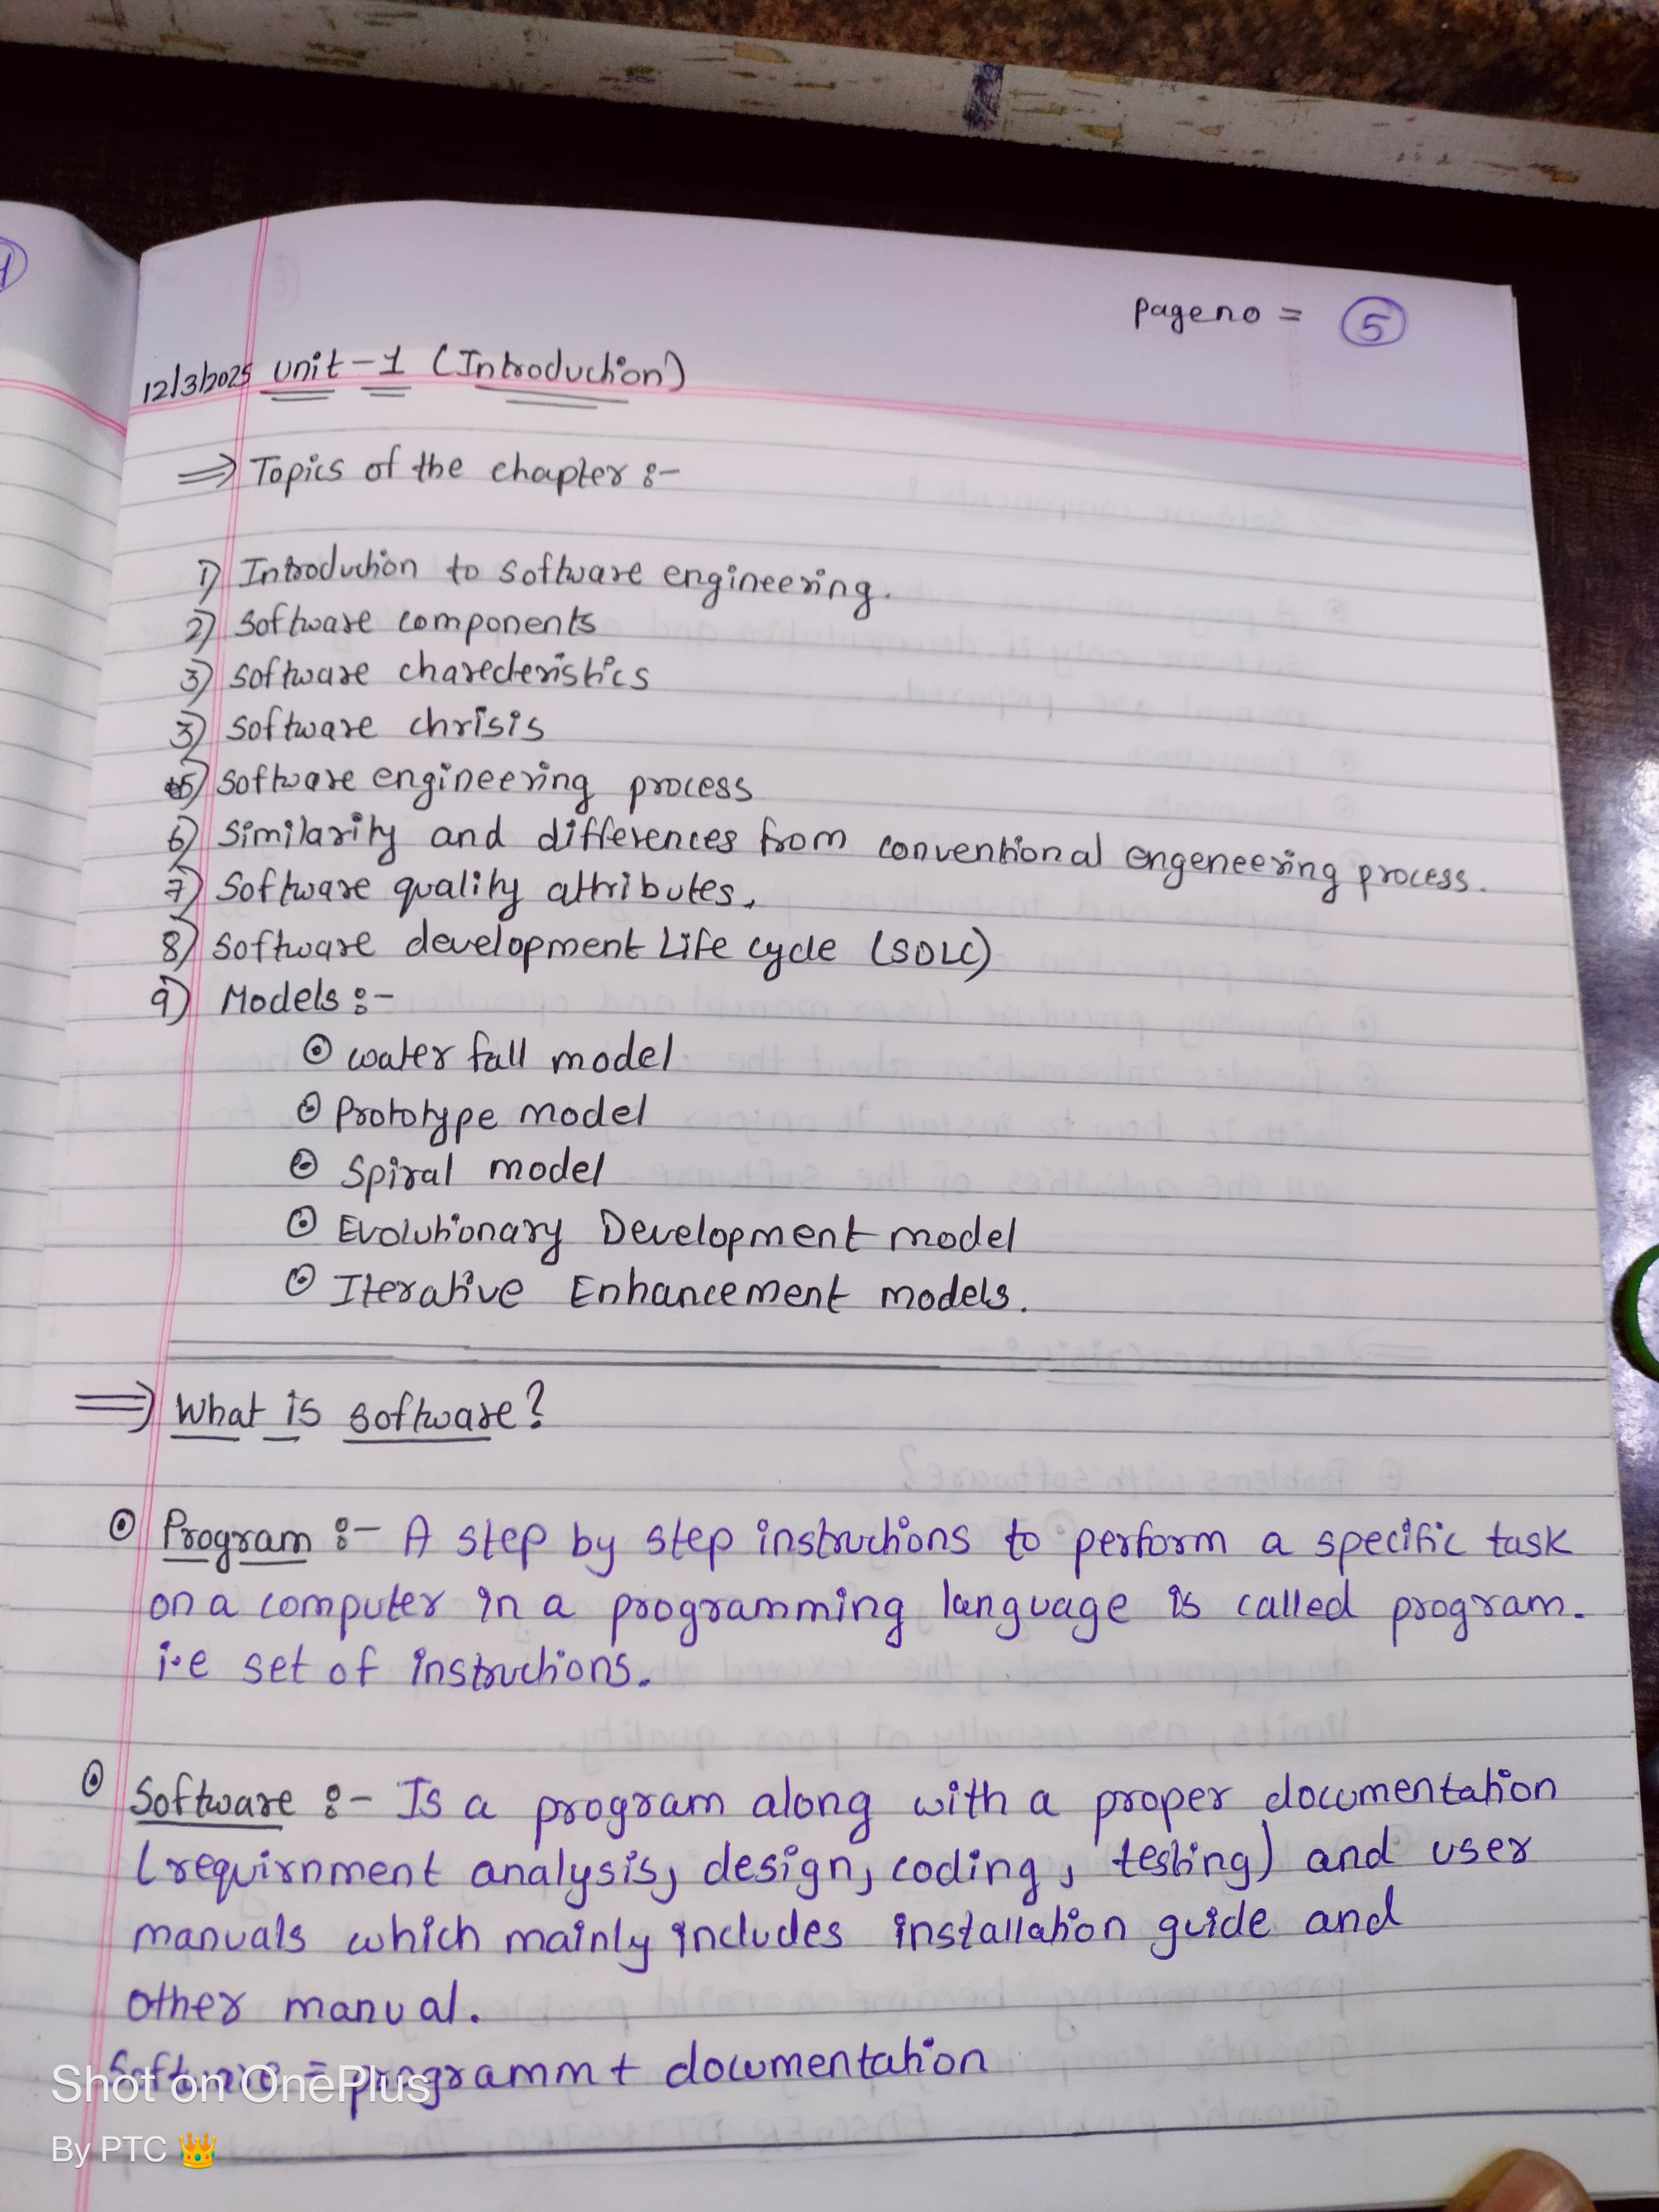 pageno = 5
12/3/2025 unit-1 (Introduction)
⇒ Topics of the chapter :-
1) Introduction to software engineering.
2) Software components
3) Software charecteristics
3) Software chrisis
5) Software engineering process
6) Similarity and differences from conventional engeneering process.
7) Software quality attributes.
8) Software development Life cycle (SDLC)
9) Models :-
⊙ water fall model
⊙ Prototype model
⊙ Spiral model
⊙ Evolutionary Development model
⊙ Iterative Enhancement models.
⇒ What is software?
⊙ Program :- A step by step instructions to perform a specific task
on a computer in a programming language is called program.
i.e set of instructions.
⊙ Software :- Is a program along with a proper documentation
(requirnment analysis, design, coding, testing) and user
manuals which mainly includes installation guide and
other manual.
Software = programm + documentation
Shot on OnePlus
By PTC 👑